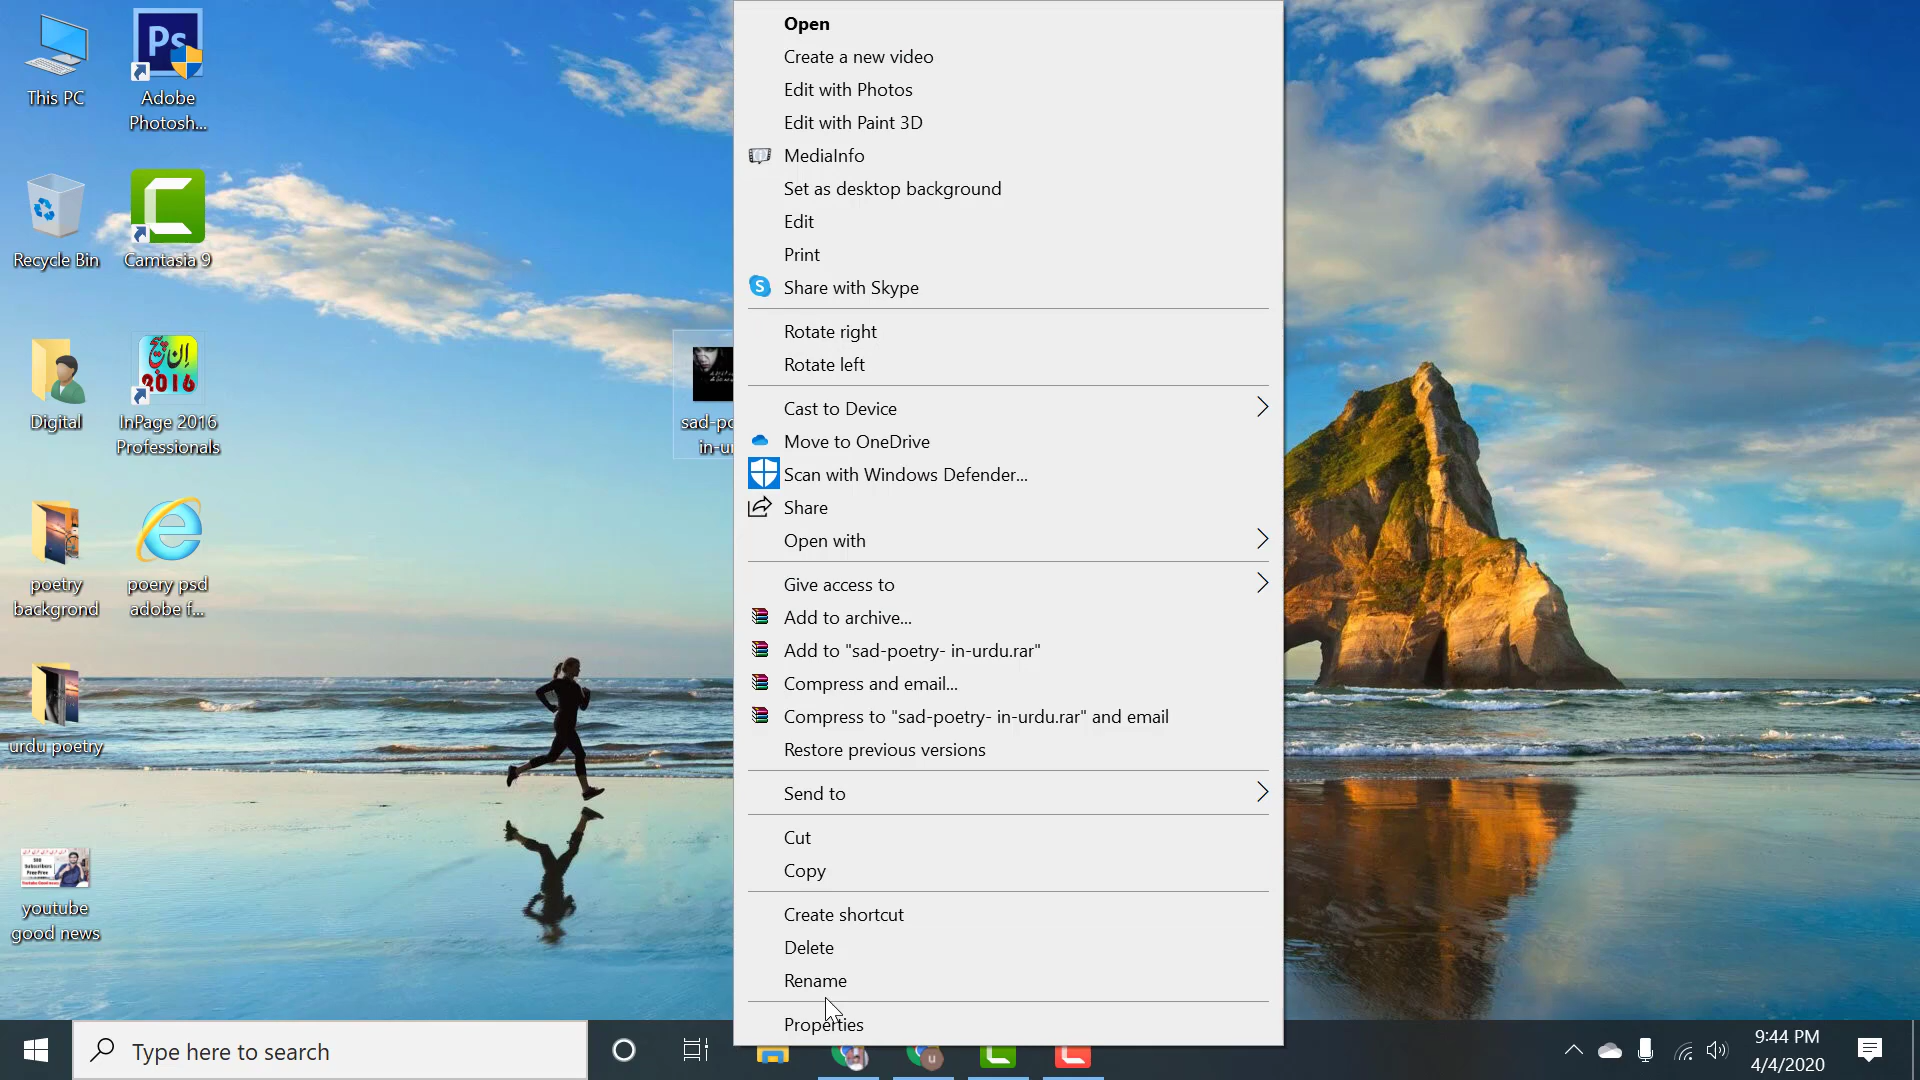 This PC
Ps
Adobe
Photosh...
Recycle Bin
Camtasia 9
Digital
ان پیج
2016
InPage 2016
Professionals
poetry
backgrond
poery psd
adobe f...
urdu poetry
youtube
good news
sad-po
in-u
Open
Create a new video
Edit with Photos
Edit with Paint 3D
MediaInfo
Set as desktop background
Edit
Print
Share with Skype
Rotate right
Rotate left
Cast to Device
Move to OneDrive
Scan with Windows Defender...
Share
Open with
Give access to
Add to archive...
Add to "sad-poetry- in-urdu.rar"
Compress and email...
Compress to "sad-poetry- in-urdu.rar" and email
Restore previous versions
Send to
Cut
Copy
Create shortcut
Delete
Rename
Properties
Type here to search
u
9:44 PM
4/4/2020